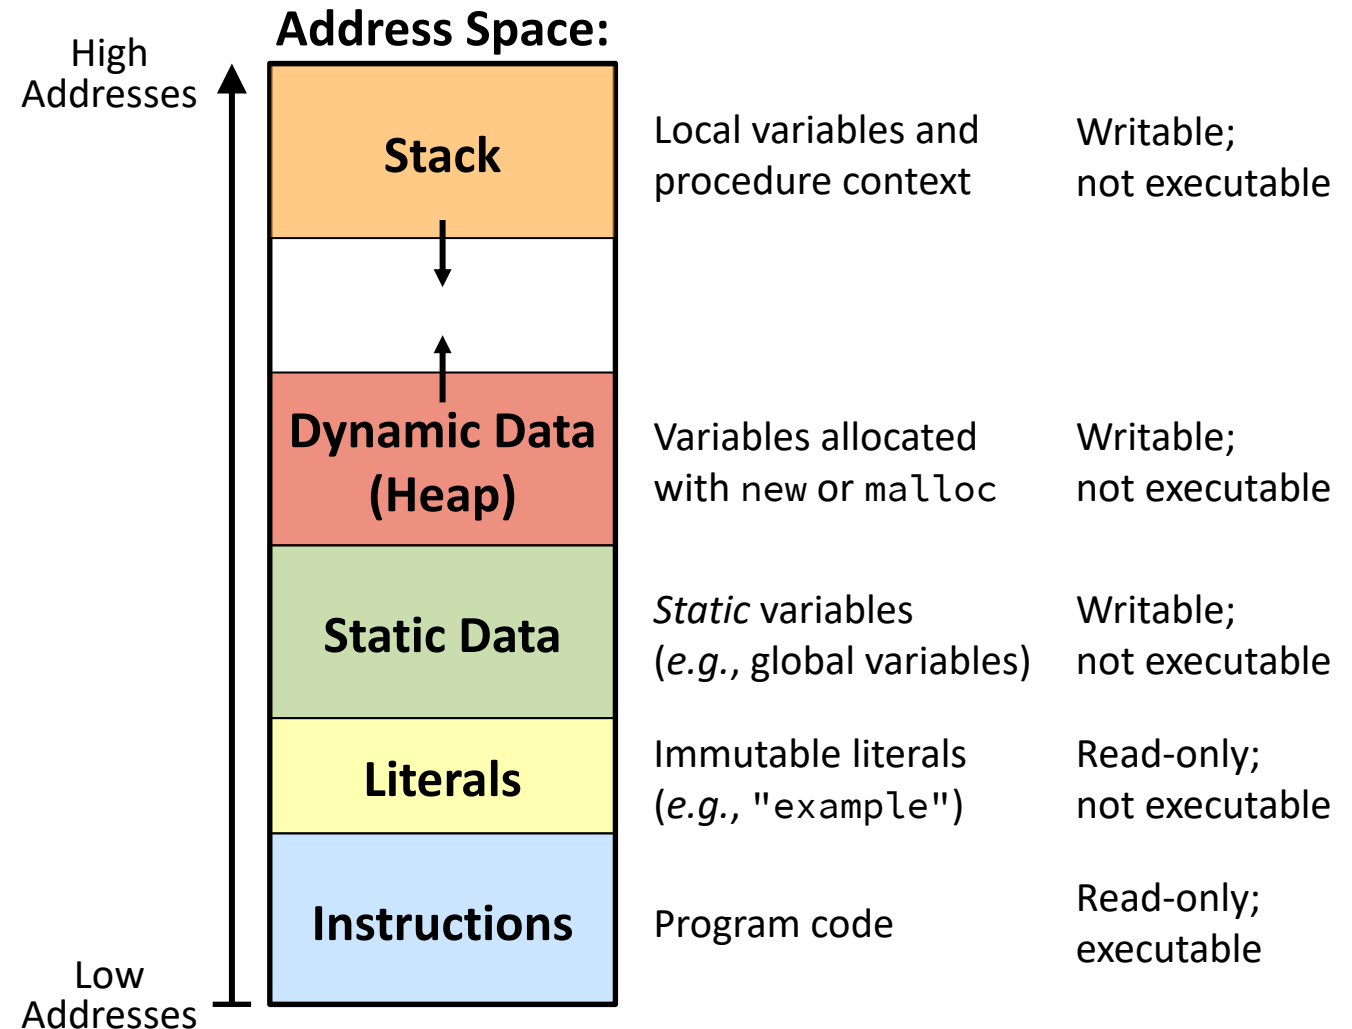 Address Space:
High
Addresses
Stack
Local variables and
procedure context
Writable;
not executable
Dynamic Data
(Heap)
Variables allocated
with new or malloc
Writable;
not executable
Static Data
Static variables
(e.g., global variables)
Writable;
not executable
Literals
Immutable literals
(e.g., "example")
Read-only;
not executable
Instructions
Program code
Read-only;
executable
Low
Addresses